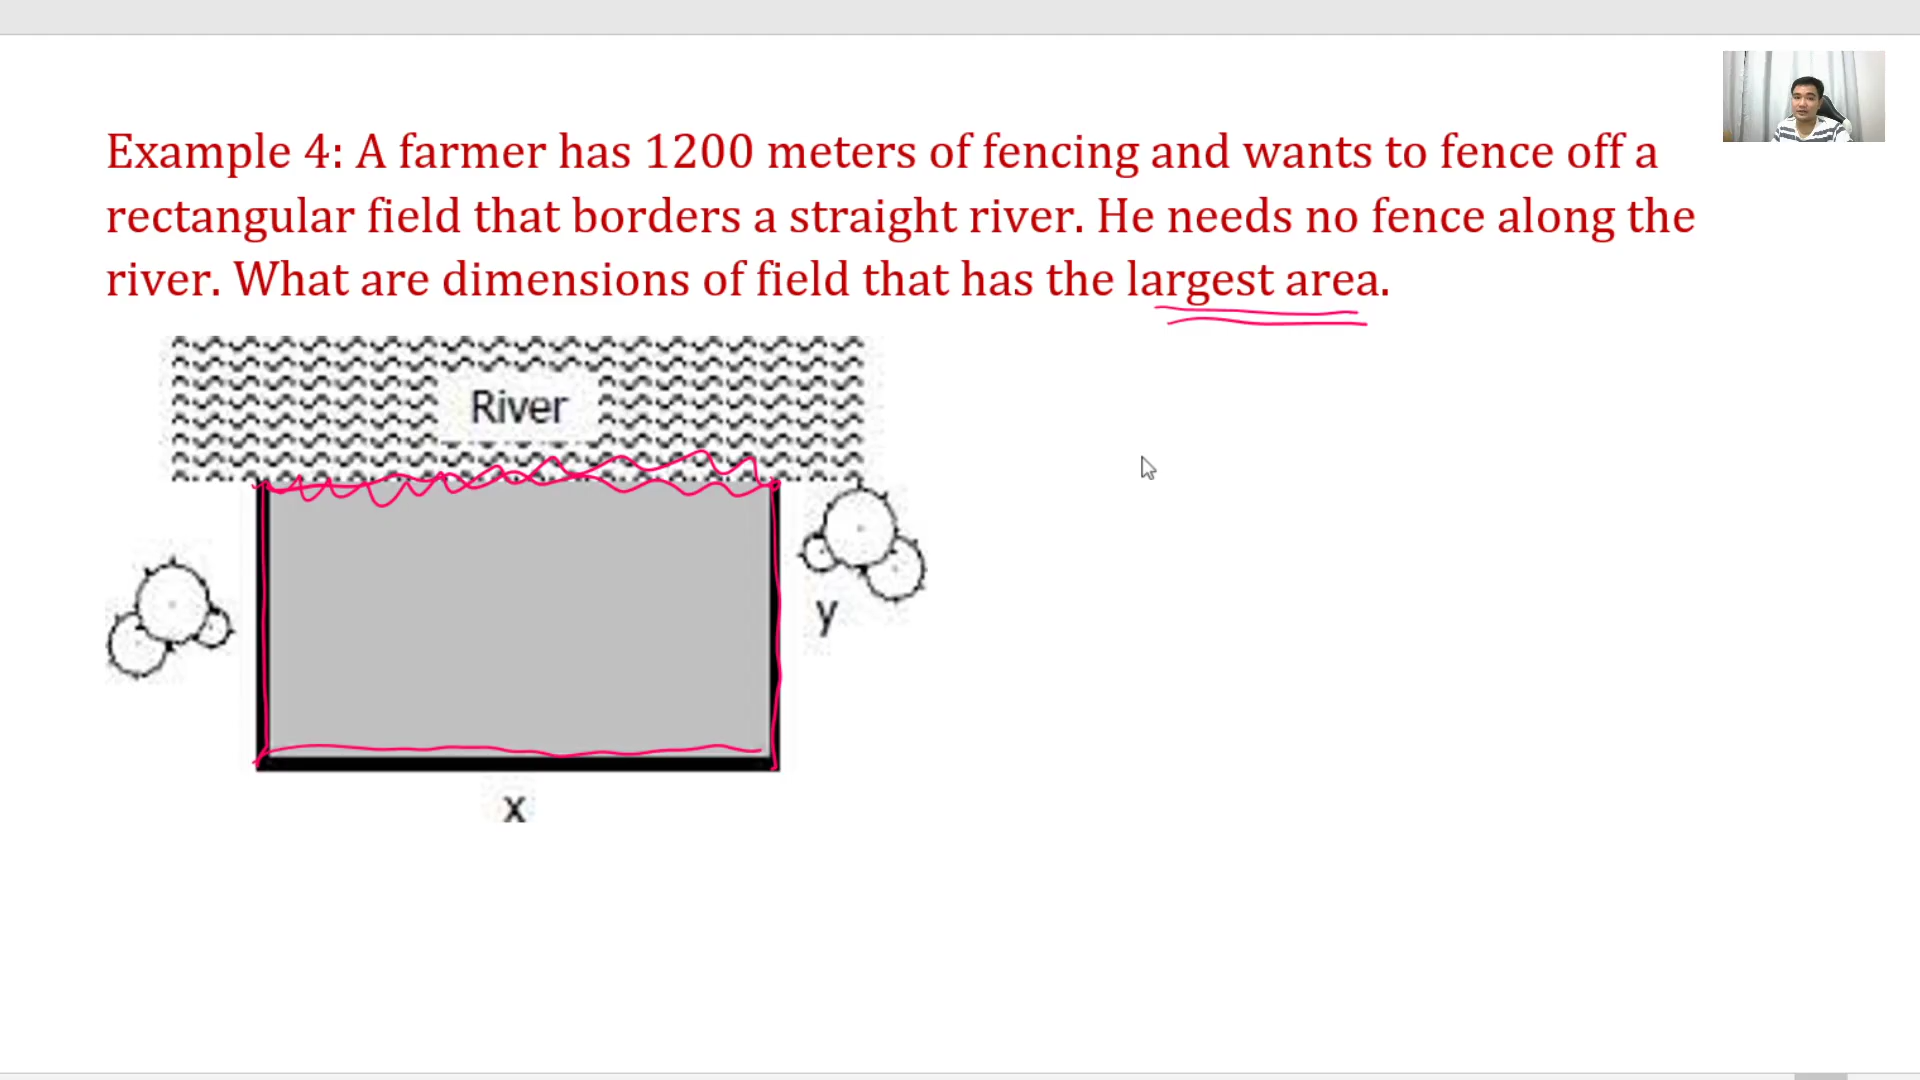 Example 4: A farmer has 1200 meters of fencing and wants to fence off a
rectangular field that borders a straight river. He needs no fence along the
river. What are dimensions of field that has the largest area.
River
y
x